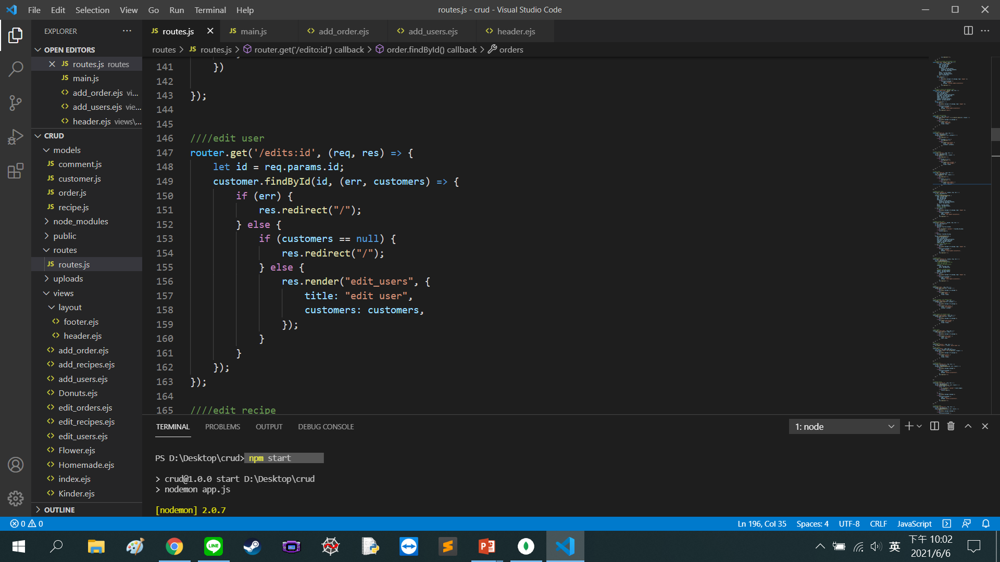 File Edit Selection View Go Run Terminal Help
routes.js - crud - Visual Studio Code
EXPLORER
OPEN EDITORS
routes.js routes
main.js
add_order.ejs vi...
add_users.ejs vie...
header.ejs views\...
CRUD
models
comment.js
customer.js
order.js
recipe.js
node_modules
public
routes
routes.js
uploads
views
layout
footer.ejs
header.ejs
add_order.ejs
add_recipes.ejs
add_users.ejs
Donuts.ejs
edit_orders.ejs
edit_recipes.ejs
edit_users.ejs
Flower.ejs
Homemade.ejs
index.ejs
Kinder.ejs
OUTLINE
JS routes.js JS main.js add_order.ejs add_users.ejs header.ejs
routes > JS routes.js > router.get('/edito:id') callback > order.findById() callback > orders
141 })
142
143 });
144
145
146 ////edit user
147 router.get('/edits:id', (req, res) => {
148 let id = req.params.id;
149 customer.findById(id, (err, customers) => {
150 if (err) {
151 res.redirect("/");
152 } else {
153 if (customers == null) {
154 res.redirect("/");
155 } else {
156 res.render("edit_users", {
157 title: "edit user",
158 customers: customers,
159 });
160 }
161 }
162 });
163 });
164
165 ////edit recipe
TERMINAL PROBLEMS OUTPUT DEBUG CONSOLE
1: node
PS D:\Desktop\crud> npm start
> crud@1.0.0 start D:\Desktop\crud
> nodemon app.js
[nodemon] 2.0.7
0 0
Ln 196, Col 35 Spaces: 4 UTF-8 CRLF JavaScript
LINE
英
下午 10:02
2021/6/6